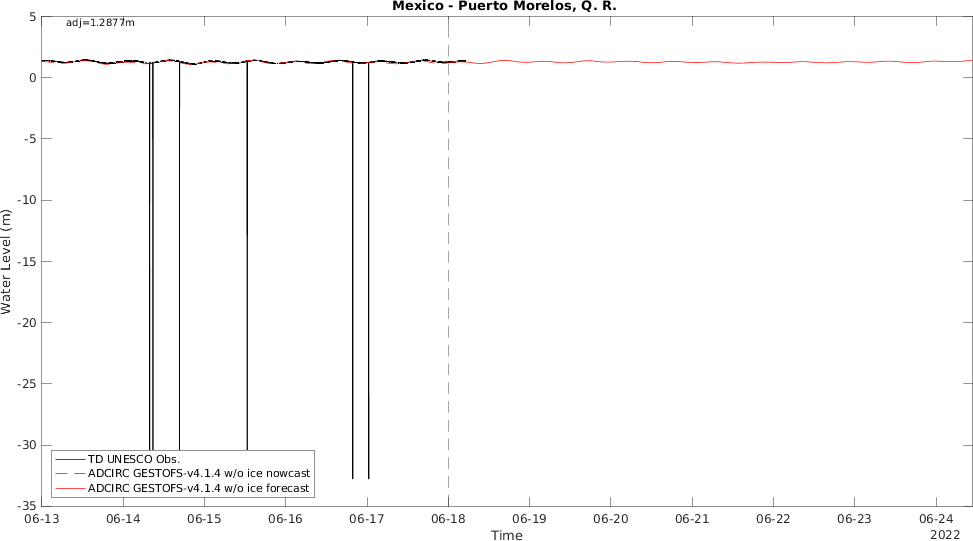 Mexico - Puerto Morelos, Q. R.
adj=1.2877m
5
0
-5
-10
-15
-20
-25
-30
-35
Water Level (m)
TD UNESCO Obs.
ADCIRC GESTOFS-v4.1.4 w/o ice nowcast
ADCIRC GESTOFS-v4.1.4 w/o ice forecast
06-13 06-14 06-15 06-16 06-17 06-18 06-19 06-20 06-21 06-22 06-23 06-24
2022
Time